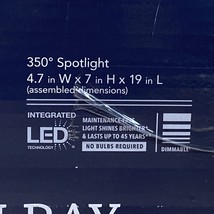 350° Spotlight
4.7 in W x 7 in H x 19 in L
(assembled dimensions)
INTEGRATED
LED
TECHNOLOGY
MAINTENANCE-FREE
LIGHT SHINES BRIGHTER
& LASTS UP TO 45 YEARS**
NO BULBS REQUIRED
DIMMABLE